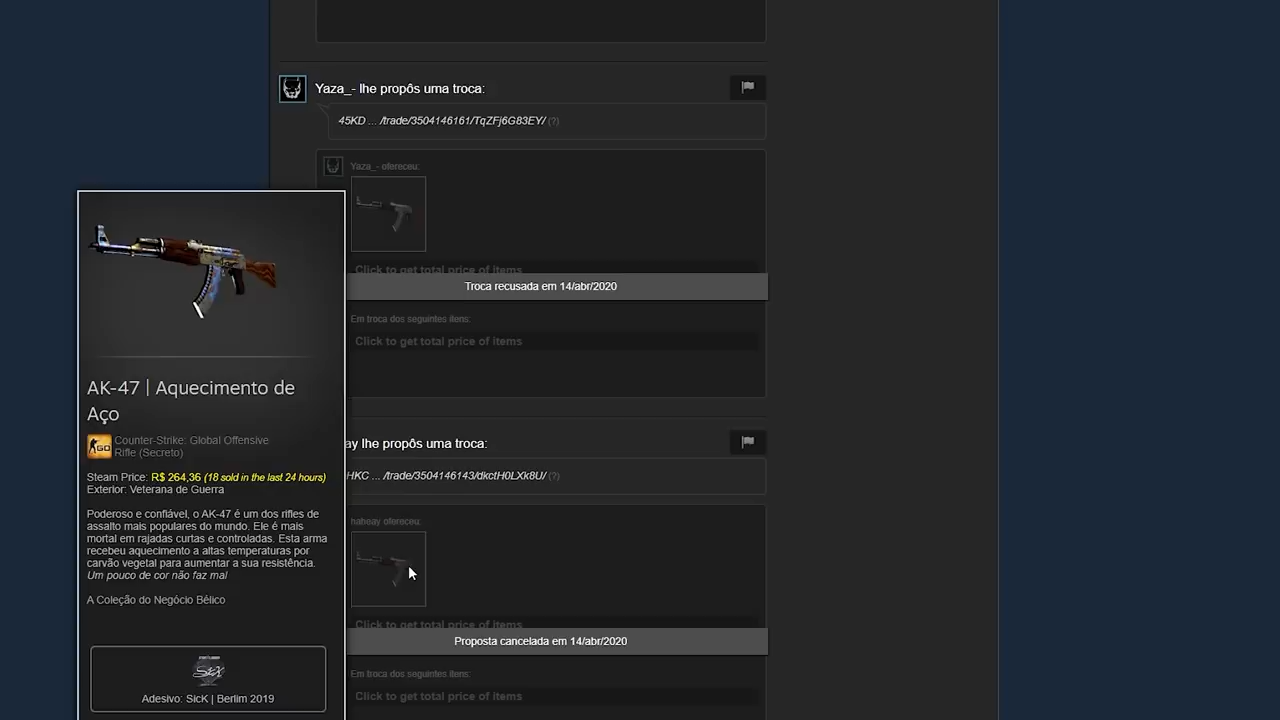 Yaza_- lhe propôs uma troca:
45KD ... /trade/3504146161/TqZFj6G83EY/ (?)
Yaza_- ofereceu:
Click to get total price of items
Troca recusada em 14/abr/2020
Em troca dos seguintes itens:
Click to get total price of items
ay lhe propôs uma troca:
HKC ... /trade/3504146143/dkctH0LXk8U/ (?)
haheay ofereceu:
Click to get total price of items
Proposta cancelada em 14/abr/2020
Em troca dos seguintes itens:
Click to get total price of items
AK-47 | Aquecimento de
Aço
GO
Counter-Strike: Global Offensive
Rifle (Secreto)
Steam Price: R$ 264,36 (18 sold in the last 24 hours)
Exterior: Veterana de Guerra
Poderoso e confiável, o AK-47 é um dos rifles de
assalto mais populares do mundo. Ele é mais
mortal em rajadas curtas e controladas. Esta arma
recebeu aquecimento a altas temperaturas por
carvão vegetal para aumentar a sua resistência.
Um pouco de cor não faz mal
A Coleção do Negócio Bélico
Adesivo: SicK | Berlim 2019